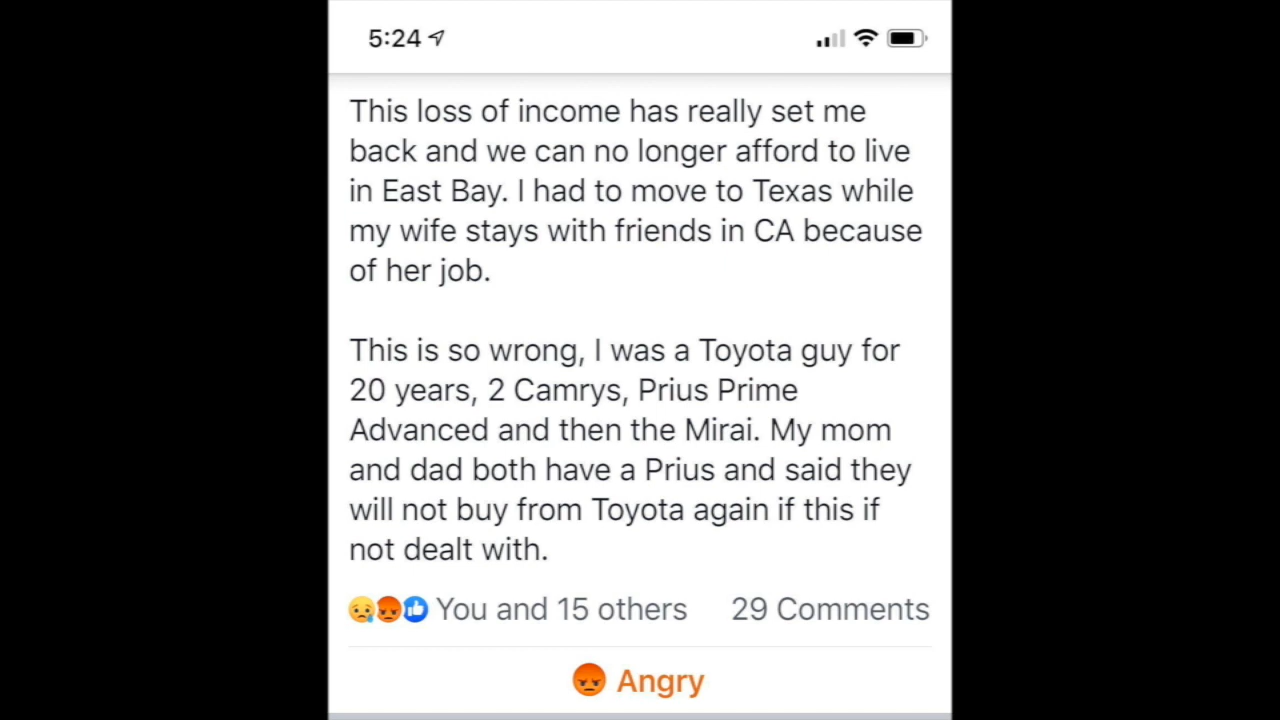 5:24
This loss of income has really set me
back and we can no longer afford to live
in East Bay. I had to move to Texas while
my wife stays with friends in CA because
of her job.
This is so wrong, I was a Toyota guy for
20 years, 2 Camrys, Prius Prime
Advanced and then the Mirai. My mom
and dad both have a Prius and said they
will not buy from Toyota again if this if
not dealt with.
You and 15 others 29 Comments
Angry